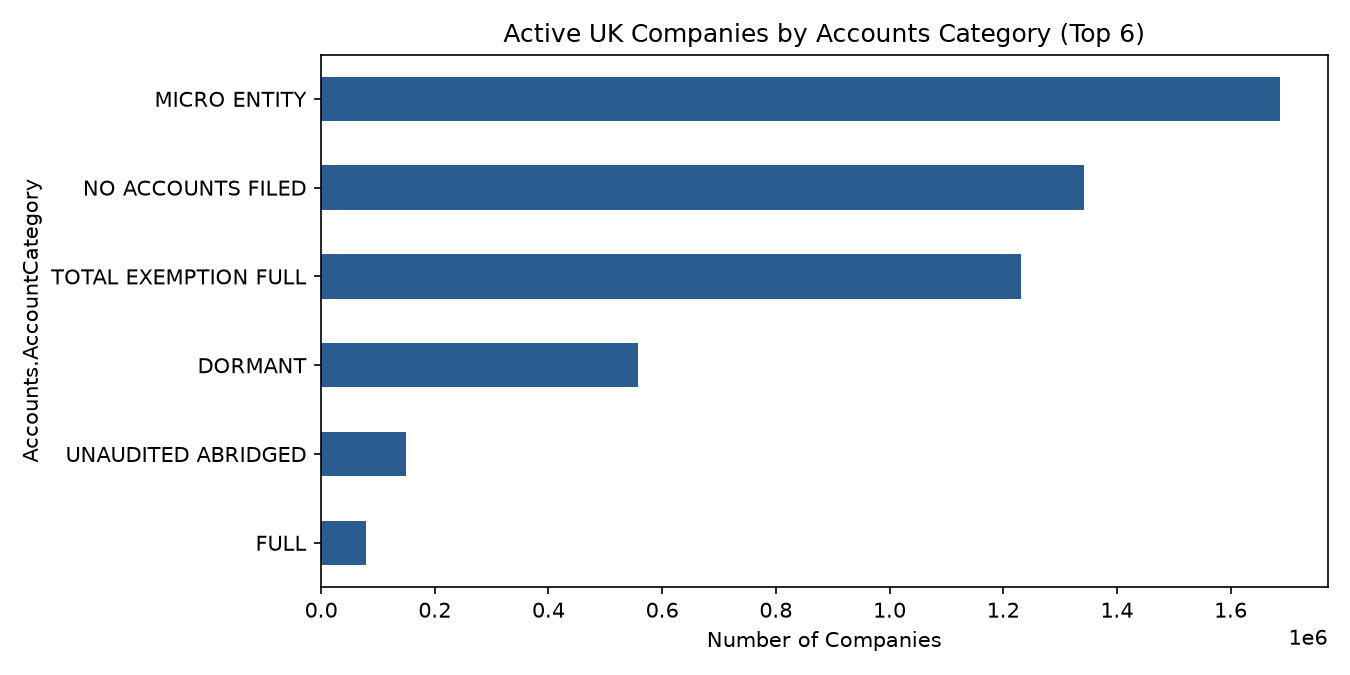 Active UK Companies by Accounts Category (Top 6)
Accounts.AccountCategory
MICRO ENTITY
NO ACCOUNTS FILED
TOTAL EXEMPTION FULL
DORMANT
UNAUDITED ABRIDGED
FULL
0.0 0.2 0.4 0.6 0.8 1.0 1.2 1.4 1.6
Number of Companies
1e6